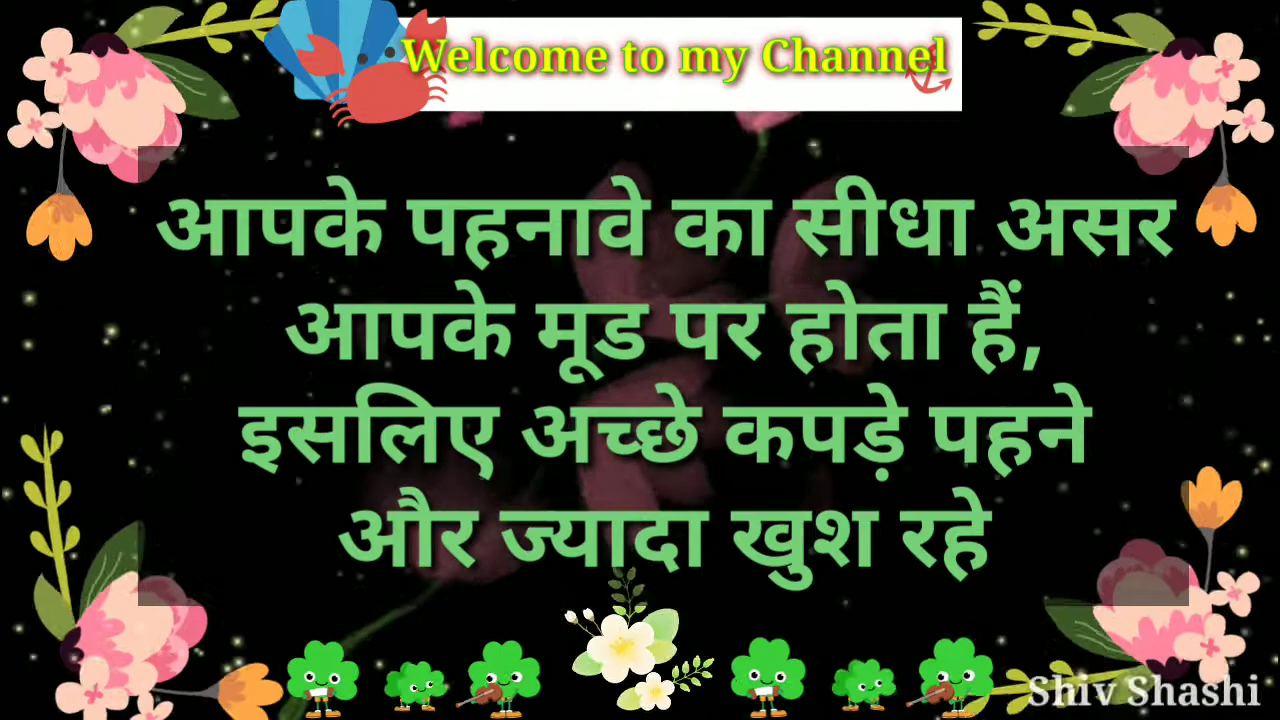 Welcome to my Channel
आपके पहनावे का सीधा असर
आपके मूड पर होता हैं,
इसलिए अच्छे कपड़े पहने
और ज्यादा खुश रहे
Shiv Shashi